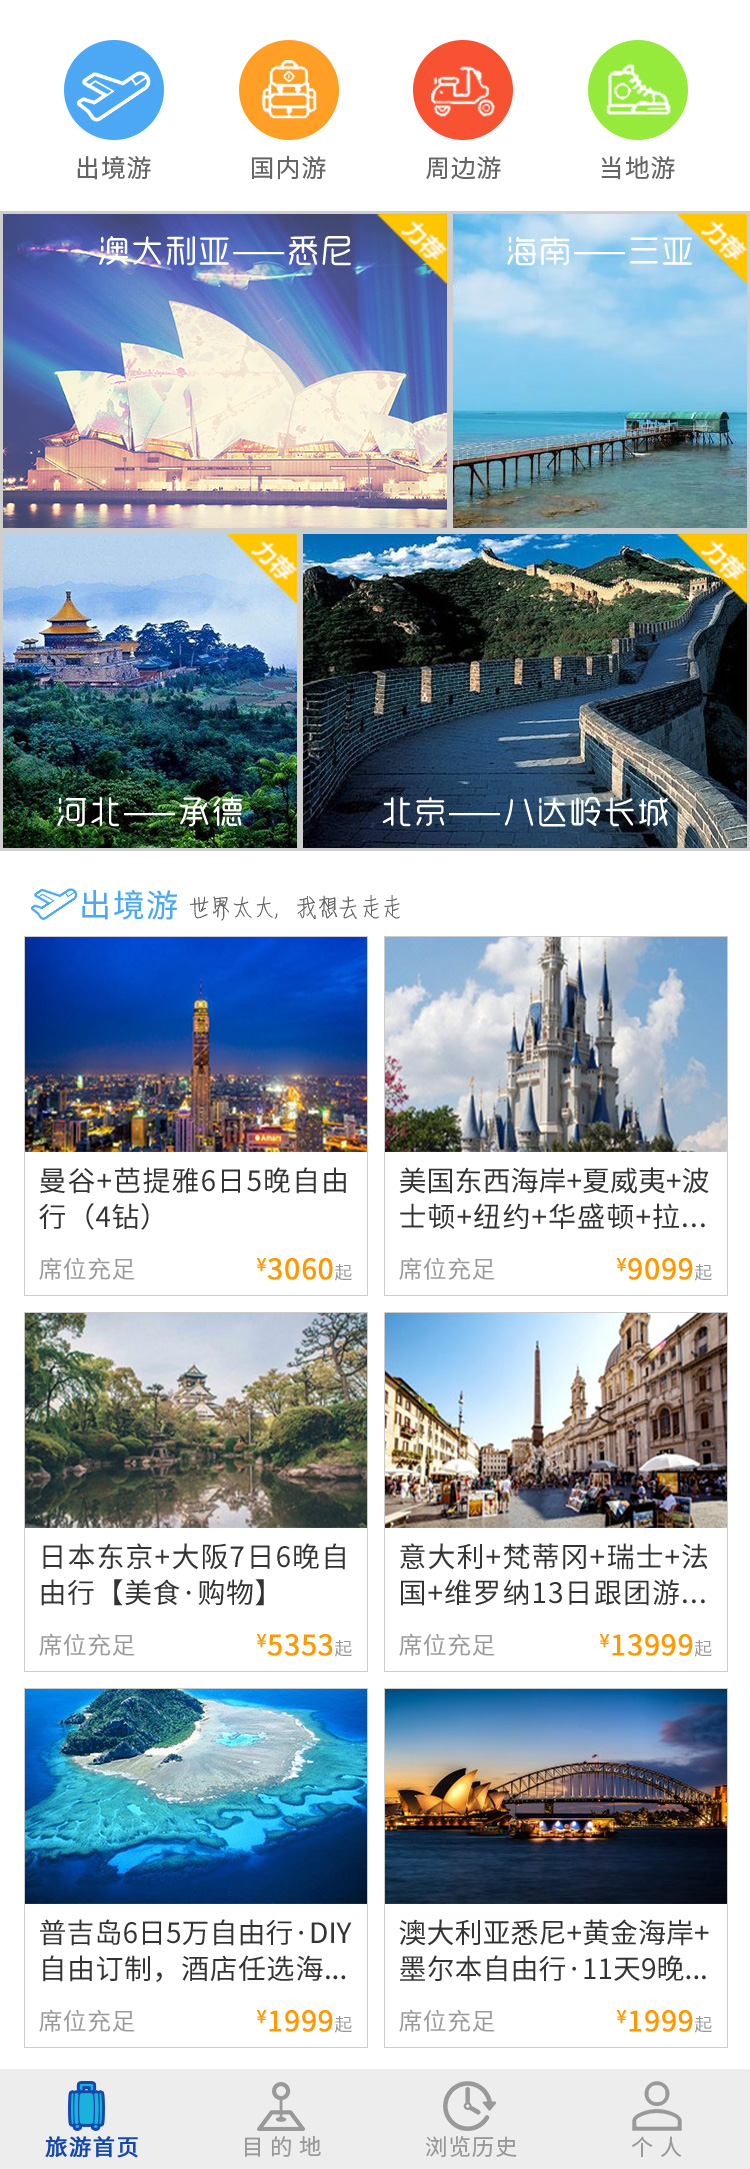 出境游
国内游
周边游
当地游
澳大利亚——悉尼
力荐
海南——三亚
力荐
力荐
河北——承德
力荐
北京——八达岭长城
出境游 世界太大，我想去走走
Amari
曼谷+芭提雅6日5晚自由
行（4钻）
席位充足 ¥3060起
美国东西海岸+夏威夷+波
士顿+纽约+华盛顿+拉...
席位充足 ¥9099起
日本东京+大阪7日6晚自
由行【美食·购物】
席位充足 ¥5353起
意大利+梵蒂冈+瑞士+法
国+维罗纳13日跟团游...
席位充足 ¥13999起
普吉岛6日5万自由行·DIY
自由订制，酒店任选海...
席位充足 ¥1999起
澳大利亚悉尼+黄金海岸+
墨尔本自由行·11天9晚...
席位充足 ¥1999起
旅游首页
目的地
浏览历史
个人